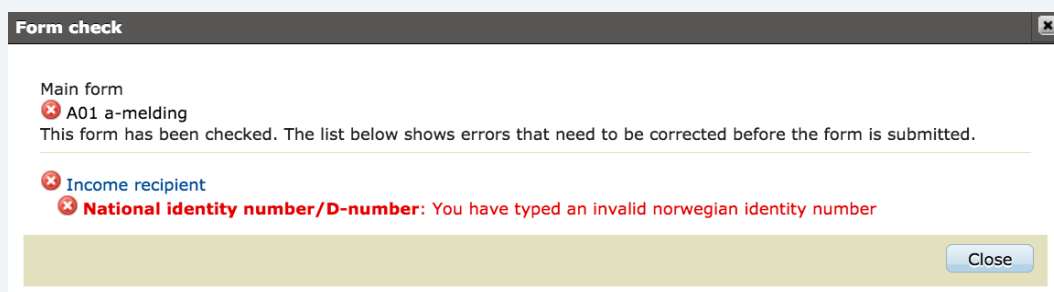 Form check
Main form
A01 a-melding
This form has been checked. The list below shows errors that need to be corrected before the form is submitted.
Income recipient
National identity number/D-number: You have typed an invalid norwegian identity number
Close